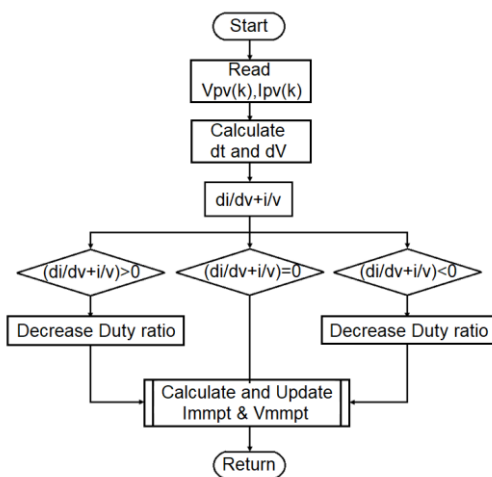 Start
Read
Vpv(k),Ipv(k)
Calculate
dt and dV
di/dv+i/v
(di/dv+i/v)>0
(di/dv+i/v)=0
(di/dv+i/v)<0
Decrease Duty ratio
Decrease Duty ratio
Calculate and Update
Immpt & Vmmpt
Return